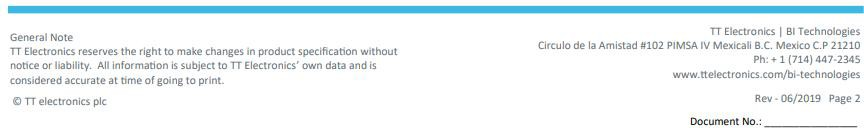 General Note
TT Electronics reserves the right to make changes in product specification without
notice or liability.  All information is subject to TT Electronics' own data and is
considered accurate at time of going to print.
© TT electronics plc
TT Electronics | BI Technologies
Circulo de la Amistad #102 PIMSA IV Mexicali B.C. Mexico C.P 21210
Ph: + 1 (714) 447-2345
www.ttelectronics.com/bi-technologies
Rev - 06/2019   Page 2
Document No.: ________________